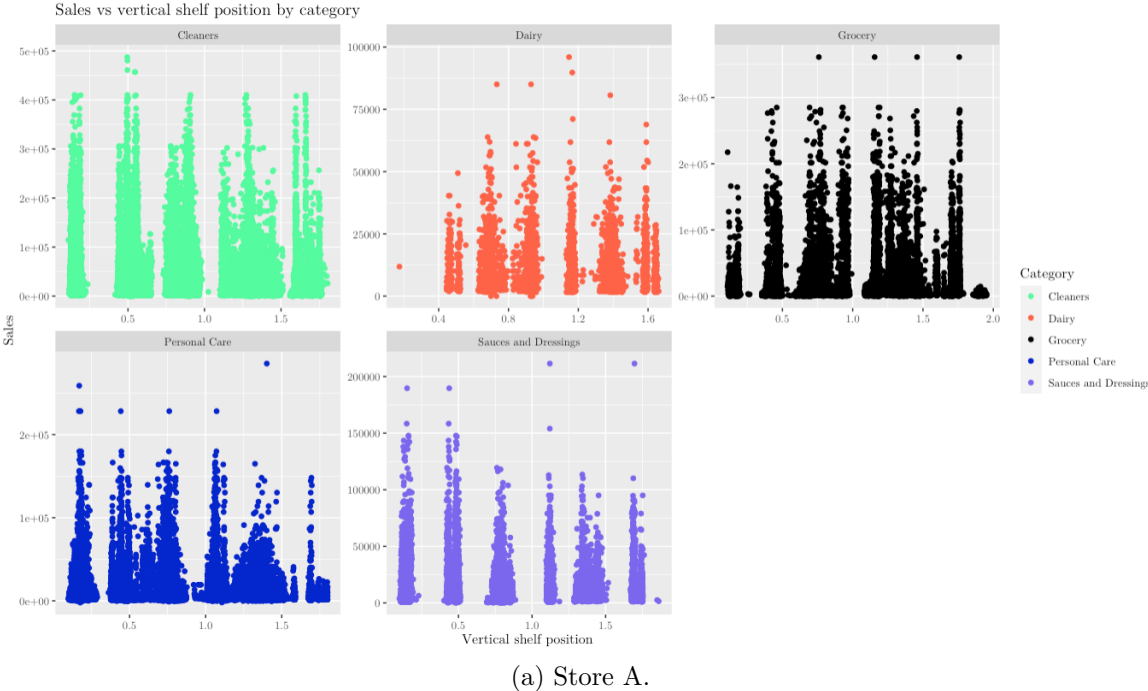 Sales vs vertical shelf position by category
Cleaners
Dairy
Grocery
5e+05
4e+05
3e+05
2e+05
1e+05
0e+00
100000
75000
50000
25000
0
3e+05
2e+05
1e+05
0e+00
0.5 1.0 1.5
0.4 0.8 1.2 1.6
0.5 1.0 1.5 2.0
Sales
Personal Care
Sauces and Dressings
2e+05
1e+05
0e+00
200000
150000
100000
50000
0
0.5 1.0 1.5
0.5 1.0 1.5
Vertical shelf position
Category
Cleaners
Dairy
Grocery
Personal Care
Sauces and Dressings
(a) Store A.